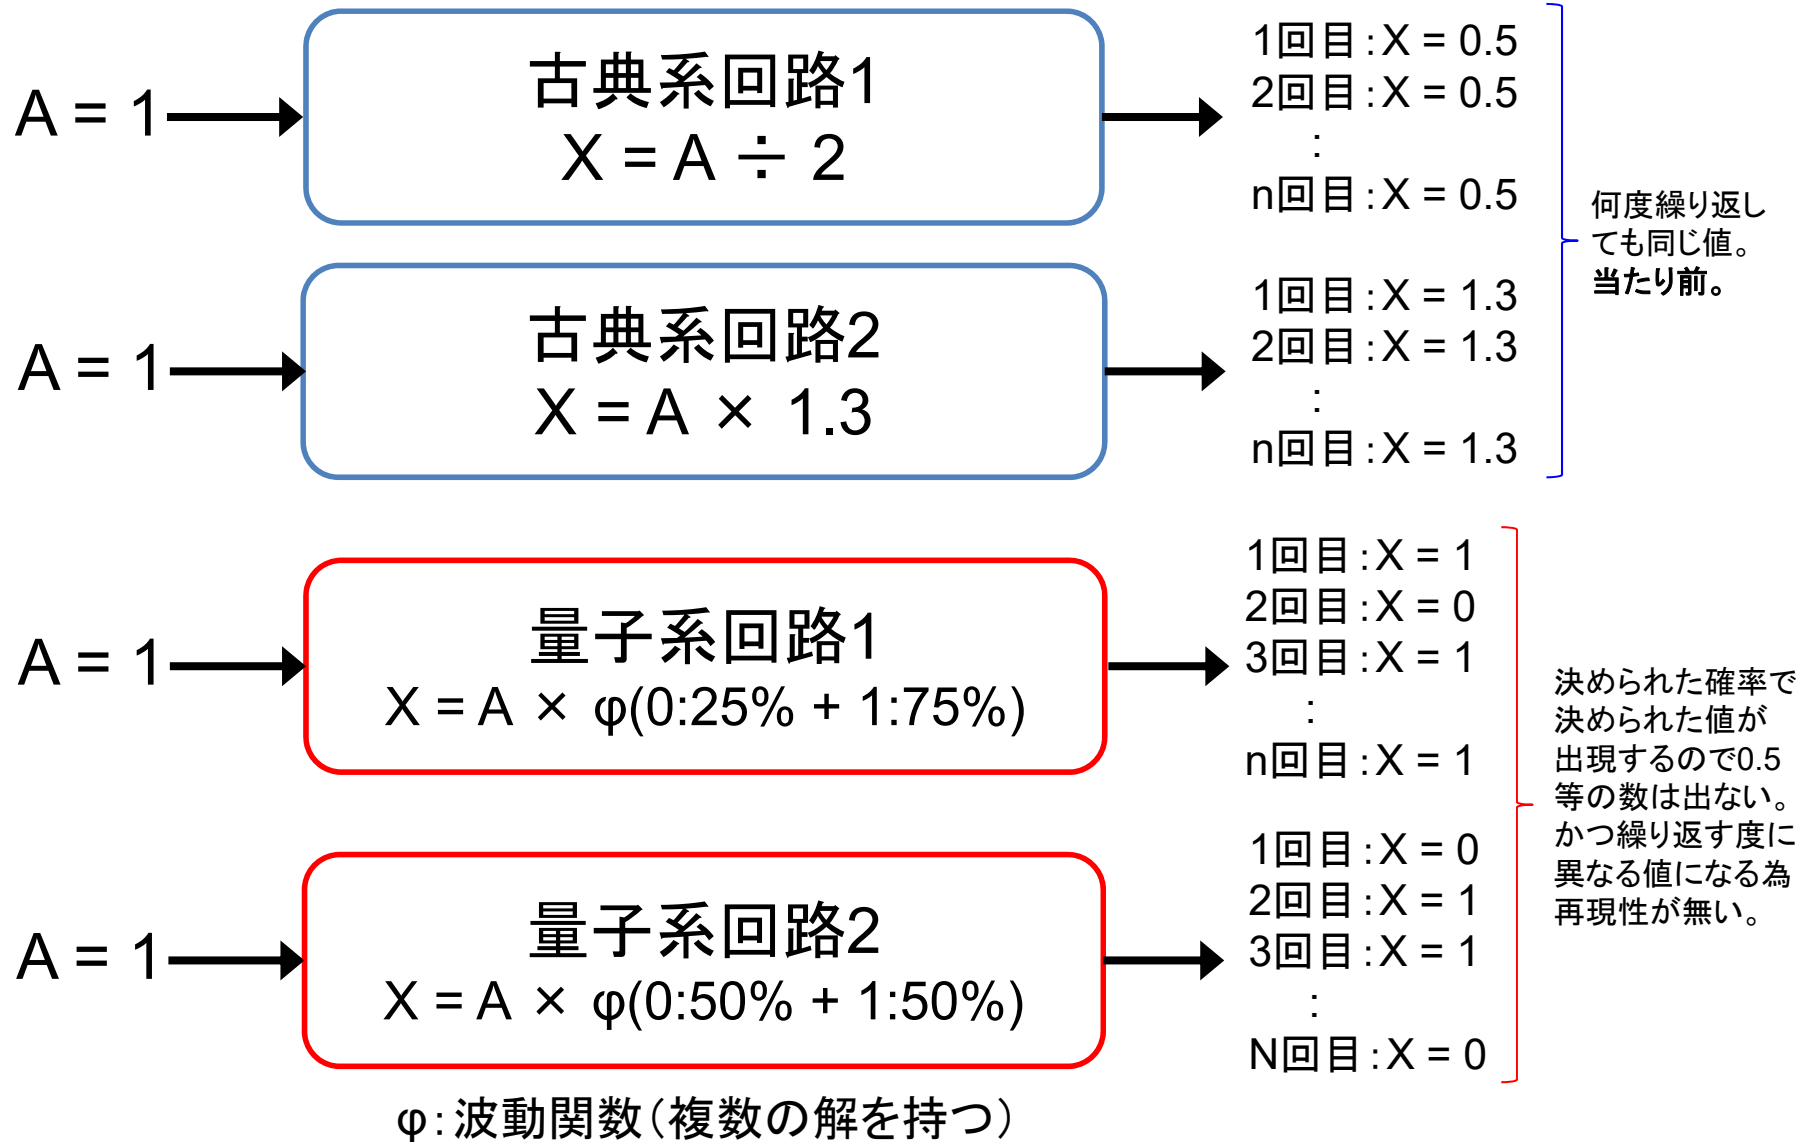 A = 1
古典系回路1
X = A ÷ 2
1回目:X = 0.5
2回目:X = 0.5
:
n回目:X = 0.5
A = 1
古典系回路2
X = A × 1.3
1回目:X = 1.3
2回目:X = 1.3
:
n回目:X = 1.3
何度繰り返し
ても同じ値。
当たり前。
A = 1
量子系回路1
X = A × φ(0:25% + 1:75%)
1回目:X = 1
2回目:X = 0
3回目:X = 1
:
n回目:X = 1
A = 1
量子系回路2
X = A × φ(0:50% + 1:50%)
1回目:X = 0
2回目:X = 1
3回目:X = 1
:
N回目:X = 0
決められた確率で
決められた値が
出現するので0.5
等の数は出ない。
かつ繰り返す度に
異なる値になる為
再現性が無い。
φ:波動関数(複数の解を持つ)